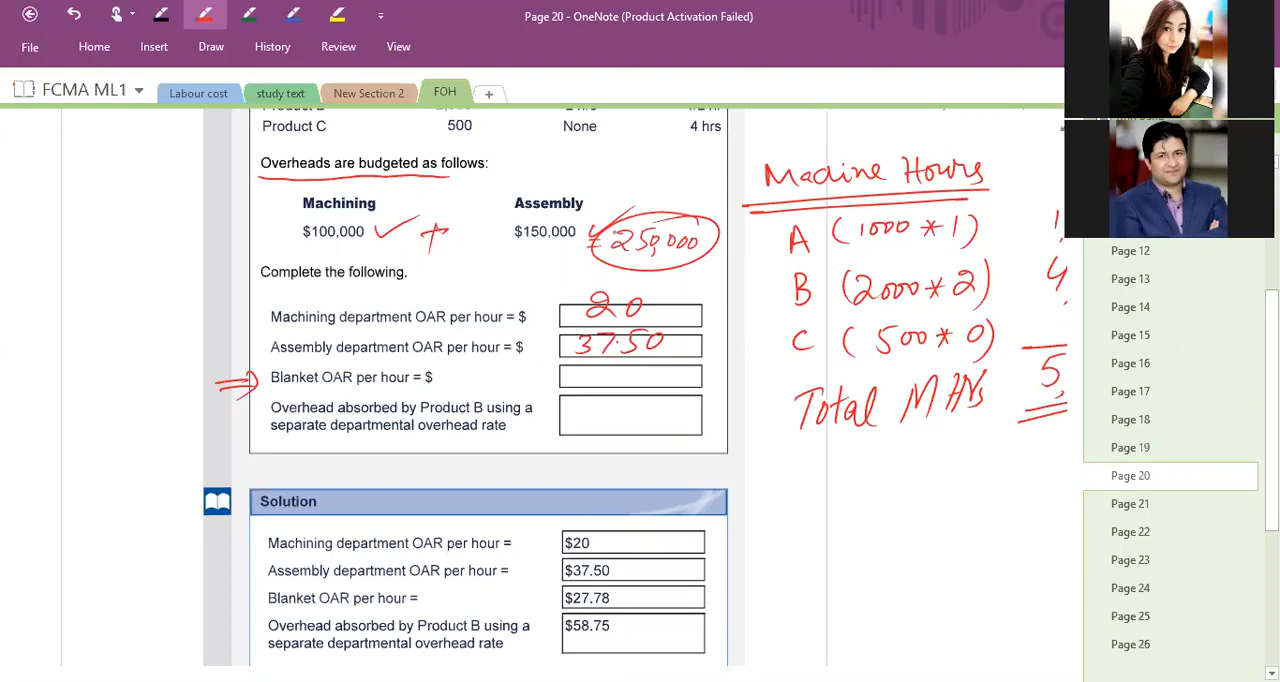 Page 20 - OneNote (Product Activation Failed)
File Home Insert Draw History Review View
FCMA ML1 Labour cost study text New Section 2 FOH
Product C 500 None 4 hrs
Overheads are budgeted as follows:
Machining Assembly
$100,000 + $150,000 = 250,000
Complete the following.
Machining department OAR per hour = $ 20
Assembly department OAR per hour = $ 37.50
Blanket OAR per hour = $
Overhead absorbed by Product B using a
separate departmental overhead rate
Solution
Machining department OAR per hour = $20
Assembly department OAR per hour = $37.50
Blanket OAR per hour = $27.78
Overhead absorbed by Product B using a $58.75
separate departmental overhead rate
Machine Hours
A (1000 * 1) 1,
B (2000 * 2) 4,
C (500 * 0)
Total MHrs 5,
Page 12
Page 13
Page 14
Page 15
Page 16
Page 17
Page 18
Page 19
Page 20
Page 21
Page 22
Page 23
Page 24
Page 25
Page 26